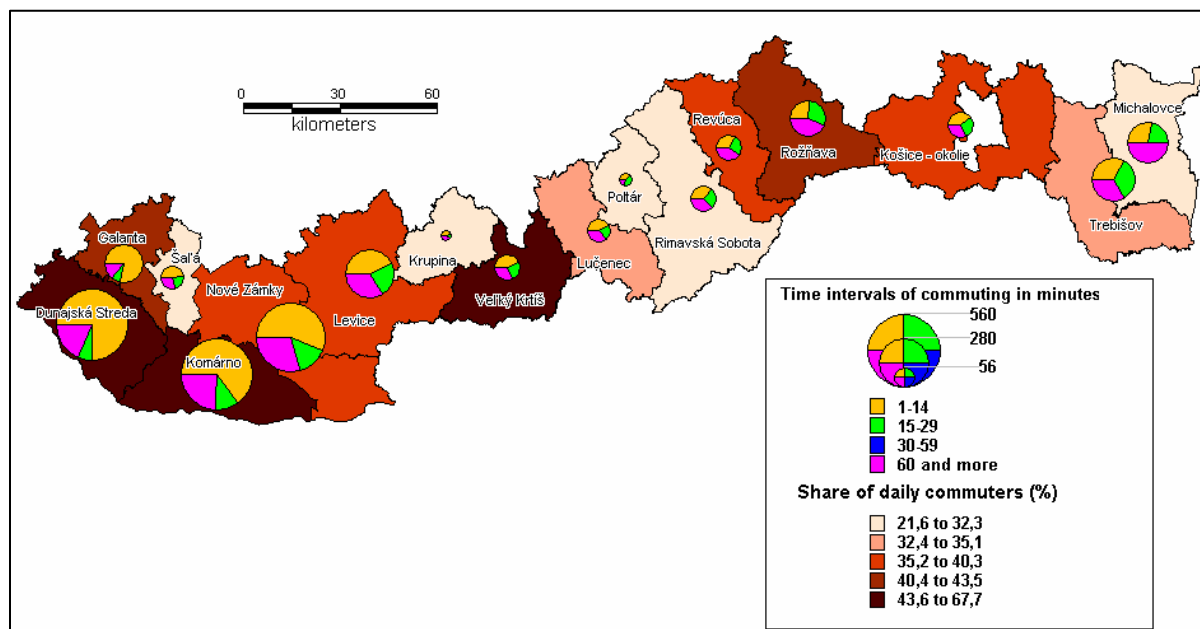 0 30 60
kilometers
Michalovce
Revúca
Rožňava
Košice - okolie
Poltár
Trebišov
Galanta
Šaľa
Krupina
Lučenec
Rimavská Sobota
Nové Zámky
Veľký Krtíš
Dunajská Streda
Levice
Komárno
Time intervals of commuting in minutes
560
280
56
1-14
15-29
30-59
60 and more
Share of daily commuters (%)
21,6 to 32,3
32,4 to 35,1
35,2 to 40,3
40,4 to 43,5
43,6 to 67,7